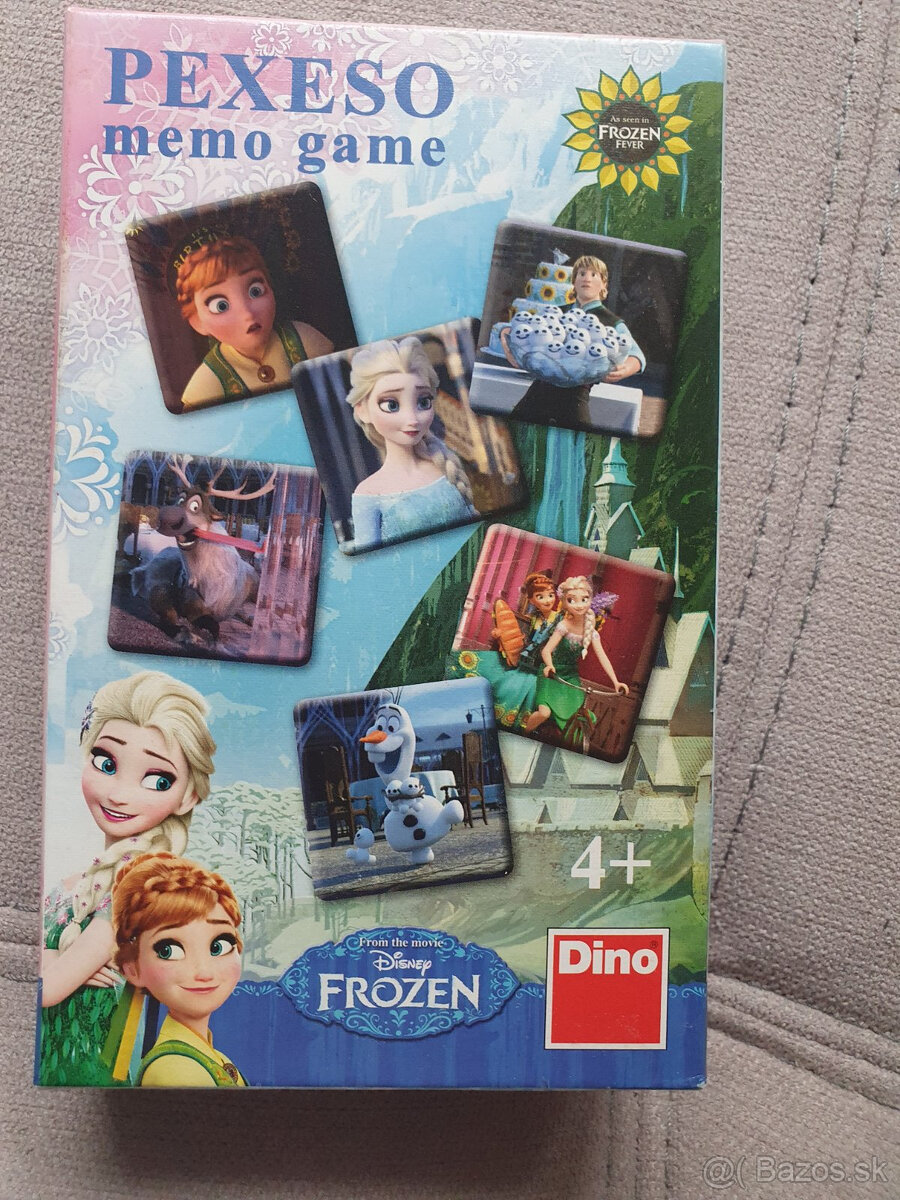 PEXESO
memo game
As seen in
FROZEN
FEVER
4+
From the movie
Disney
FROZEN
Dino®
@( Bazos.sk